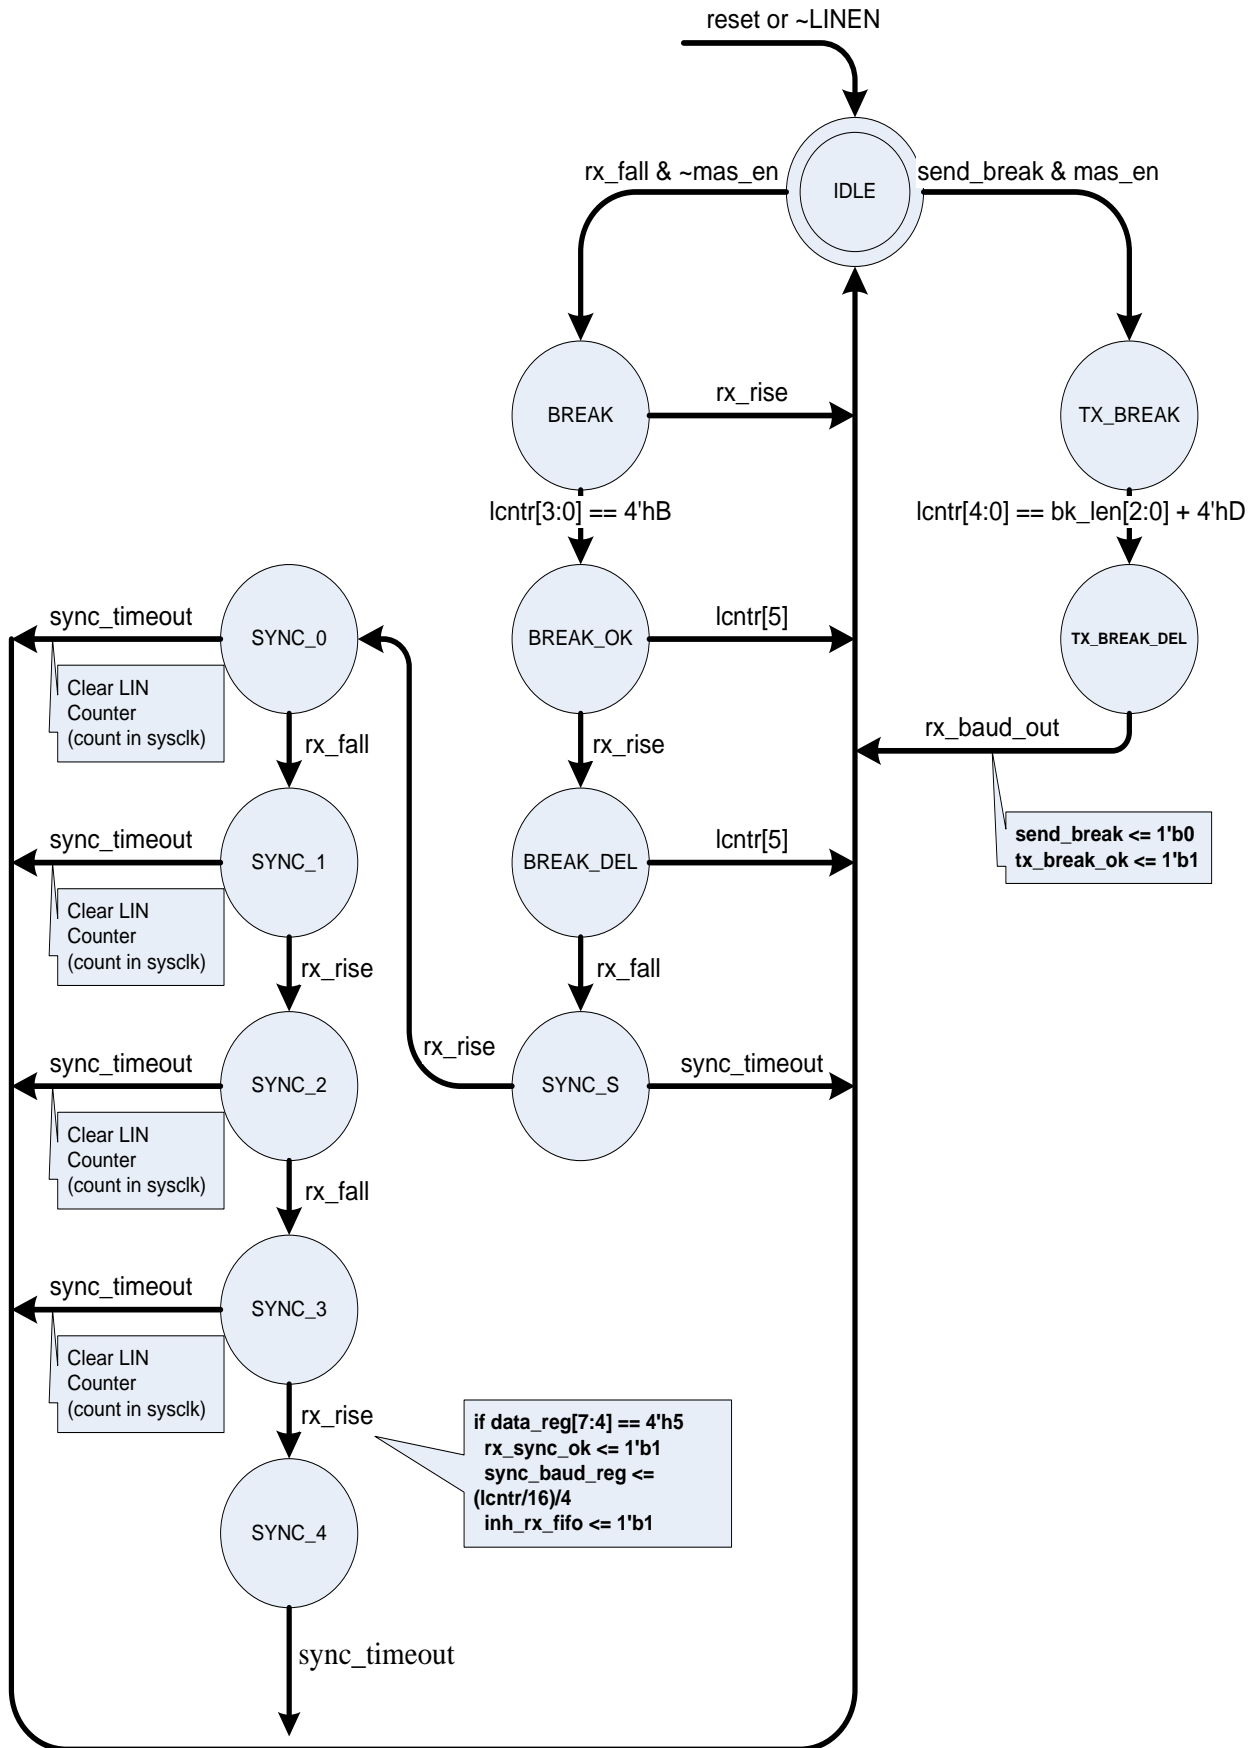 reset or ~LINEN
rx_fall & ~mas_en
send_break & mas_en
IDLE
BREAK
rx_rise
TX_BREAK
lcntr[3:0] == 4'hB
lcntr[4:0] == bk_len[2:0] + 4'hD
sync_timeout
SYNC_0
BREAK_OK
lcntr[5]
TX_BREAK_DEL
Clear LIN
Counter
(count in sysclk)
rx_fall
rx_rise
rx_baud_out
sync_timeout
SYNC_1
BREAK_DEL
lcntr[5]
send_break <= 1'b0
tx_break_ok <= 1'b1
Clear LIN
Counter
(count in sysclk)
rx_rise
rx_fall
sync_timeout
SYNC_2
rx_rise
SYNC_S
sync_timeout
Clear LIN
Counter
(count in sysclk)
rx_fall
sync_timeout
SYNC_3
Clear LIN
Counter
(count in sysclk)
rx_rise
if data_reg[7:4] == 4'h5
rx_sync_ok <= 1'b1
sync_baud_reg <=
(lcntr/16)/4
inh_rx_fifo <= 1'b1
SYNC_4
sync_timeout